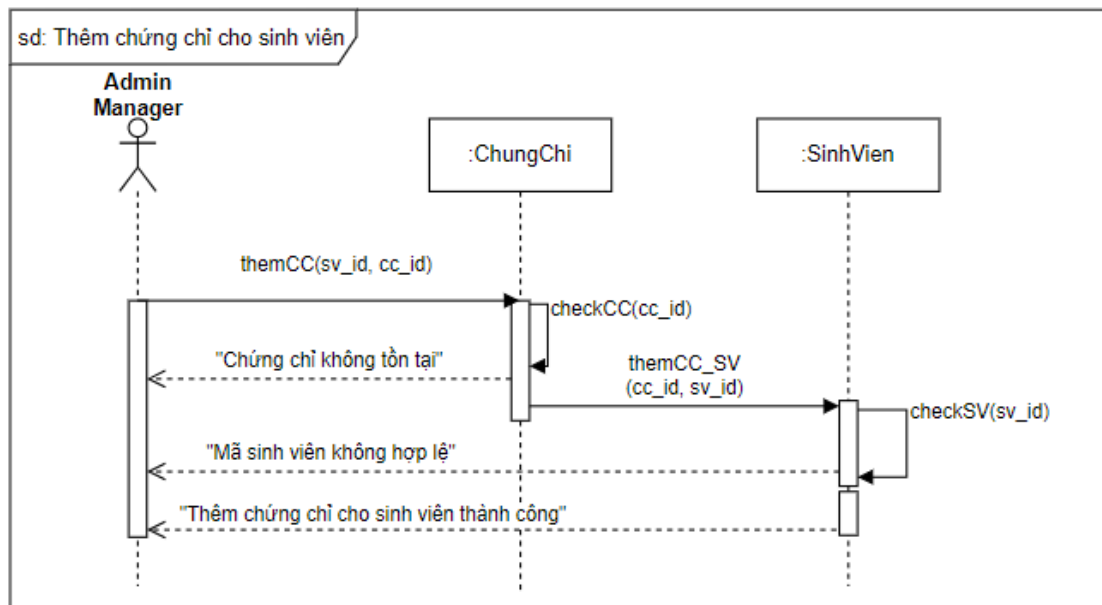 sd: Thêm chứng chỉ cho sinh viên
Admin
Manager
:ChungChi
:SinhVien
themCC(sv_id, cc_id)
checkCC(cc_id)
"Chứng chỉ không tồn tại"
themCC_SV
(cc_id, sv_id)
checkSV(sv_id)
"Mã sinh viên không hợp lệ"
"Thêm chứng chỉ cho sinh viên thành công"